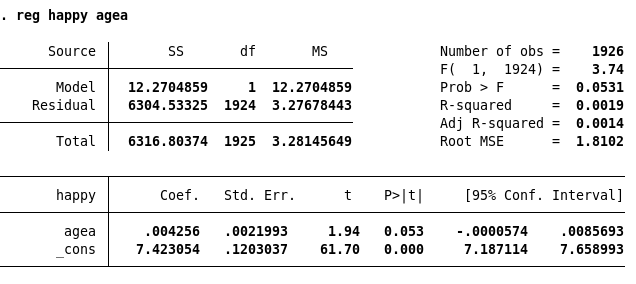 . reg happy agea
Source SS df MS Number of obs = 1926
F( 1, 1924) = 3.74
Model 12.2704859 1 12.2704859 Prob > F = 0.0531
Residual 6304.53325 1924 3.27678443 R-squared = 0.0019
Adj R-squared = 0.0014
Total 6316.80374 1925 3.28145649 Root MSE = 1.8102
happy Coef. Std. Err. t P>|t| [95% Conf. Interval]
agea .004256 .0021993 1.94 0.053 -.0000574 .0085693
_cons 7.423054 .1203037 61.70 0.000 7.187114 7.658993